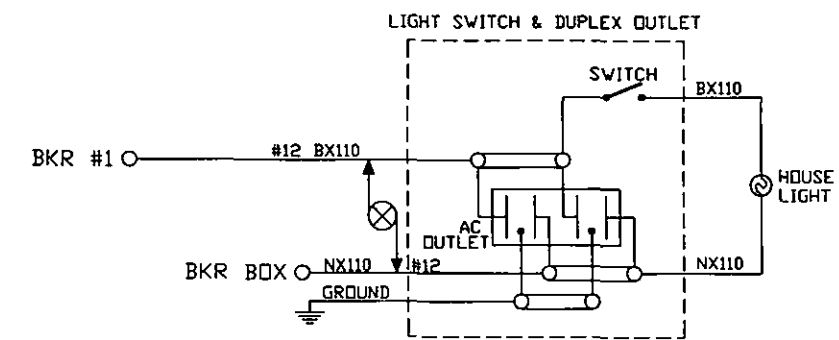 LIGHT SWITCH & DUPLEX OUTLET
SWITCH
BX110
BKR #1
#12 BX110
HOUSE
LIGHT
AC
OUTLET
BKR BOX
NX110
#12
NX110
GROUND